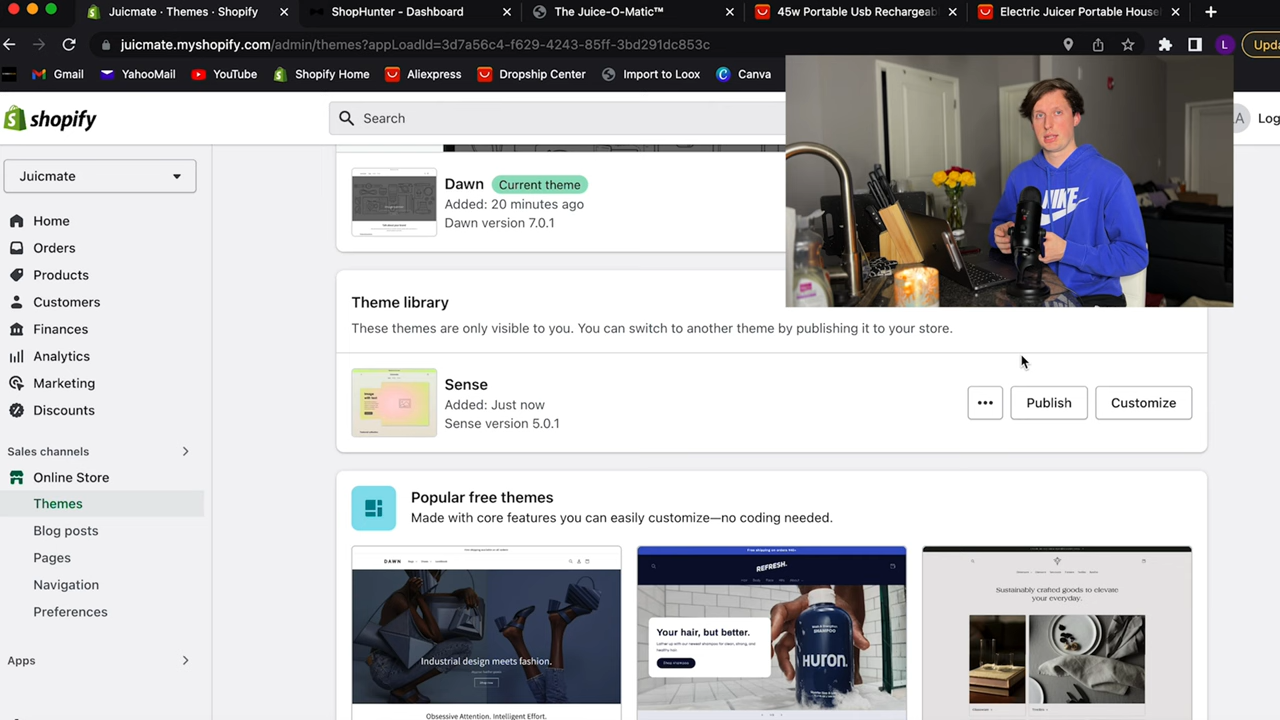 Juicmate · Themes · Shopify
ShopHunter - Dashboard
The Juice-O-Matic™
45w Portable Usb Rechargeab
Electric Juicer Portable House
juicmate.myshopify.com/admin/themes?appLoadId=3d7a56c4-f629-4243-85ff-3bd291dc853c
L
Upda
Gmail
YahooMail
YouTube
Shopify Home
Aliexpress
Dropship Center
Import to Loox
Canva
shopify
Search
A
Log
Juicmate
Home
Orders
Products
Customers
Finances
Analytics
Marketing
Discounts
Sales channels
Online Store
Themes
Blog posts
Pages
Navigation
Preferences
Apps
Dawn
Current theme
Added: 20 minutes ago
Dawn version 7.0.1
NIKE
Theme library
These themes are only visible to you. You can switch to another theme by publishing it to your store.
Sense
Added: Just now
Sense version 5.0.1
Publish
Customize
Popular free themes
Made with core features you can easily customize—no coding needed.
DAWN
Industrial design meets fashion.
Obsessive Attention. Intelligent Effort.
REFRESH.
Your hair, but better.
HURON.
Sustainably crafted goods to elevate
your everyday.